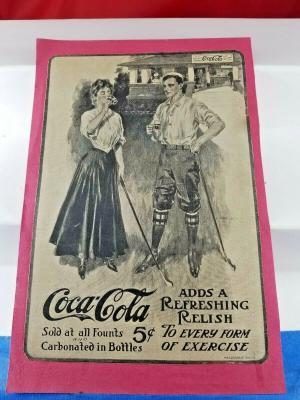 Coca-Cola
Coca-Cola
Sold at all Founts
AND
Carbonated in Bottles
5¢
ADDS A
REFRESHING
RELISH
TO EVERY FORM
OF EXERCISE